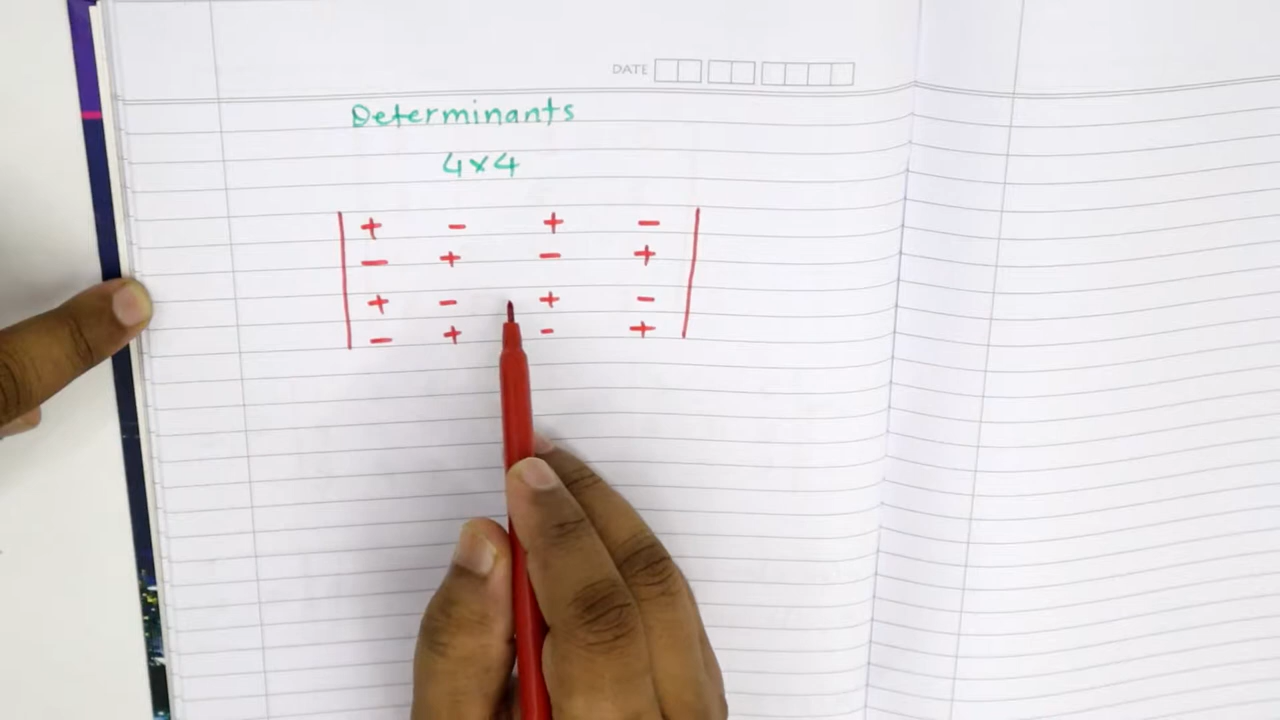 DATE
Determinants
4×4
| + - + - |
| - + - + |
| + - + - |
| - + - + |